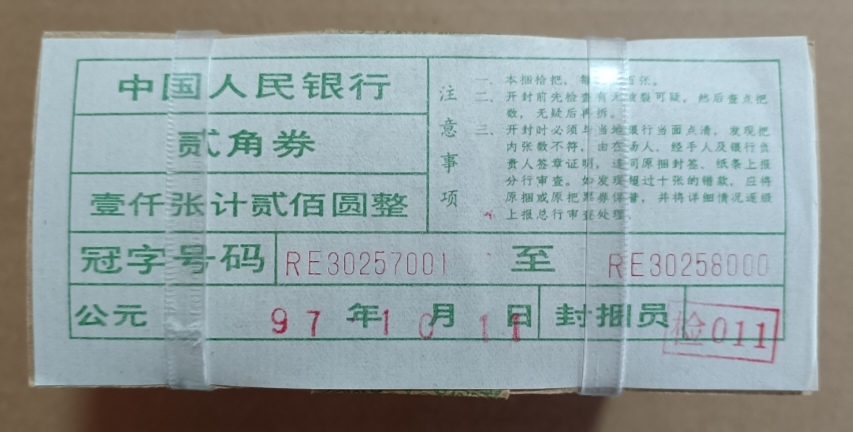 中国人民银行
贰角券
壹仟张计贰佰圆整
注意事项
一、本捆拾把，每 百张。
二、开封前先检查有无破裂可疑，然后查点把
数，无疑后再拆。
三、开封时必须与当地银行当面点清，发现把
内张数不符，由在场人、经手人及银行负
责人签章证明，连同原捆封签、纸条上报
分行审查。如发现超过十张的错款，应将
原捆或原把票券保管，并将详细情况逐级
上报总行审查处理。
冠字号码 RE30257001 至 RE30258000
公元 97 年10月11日 封捆员 检011